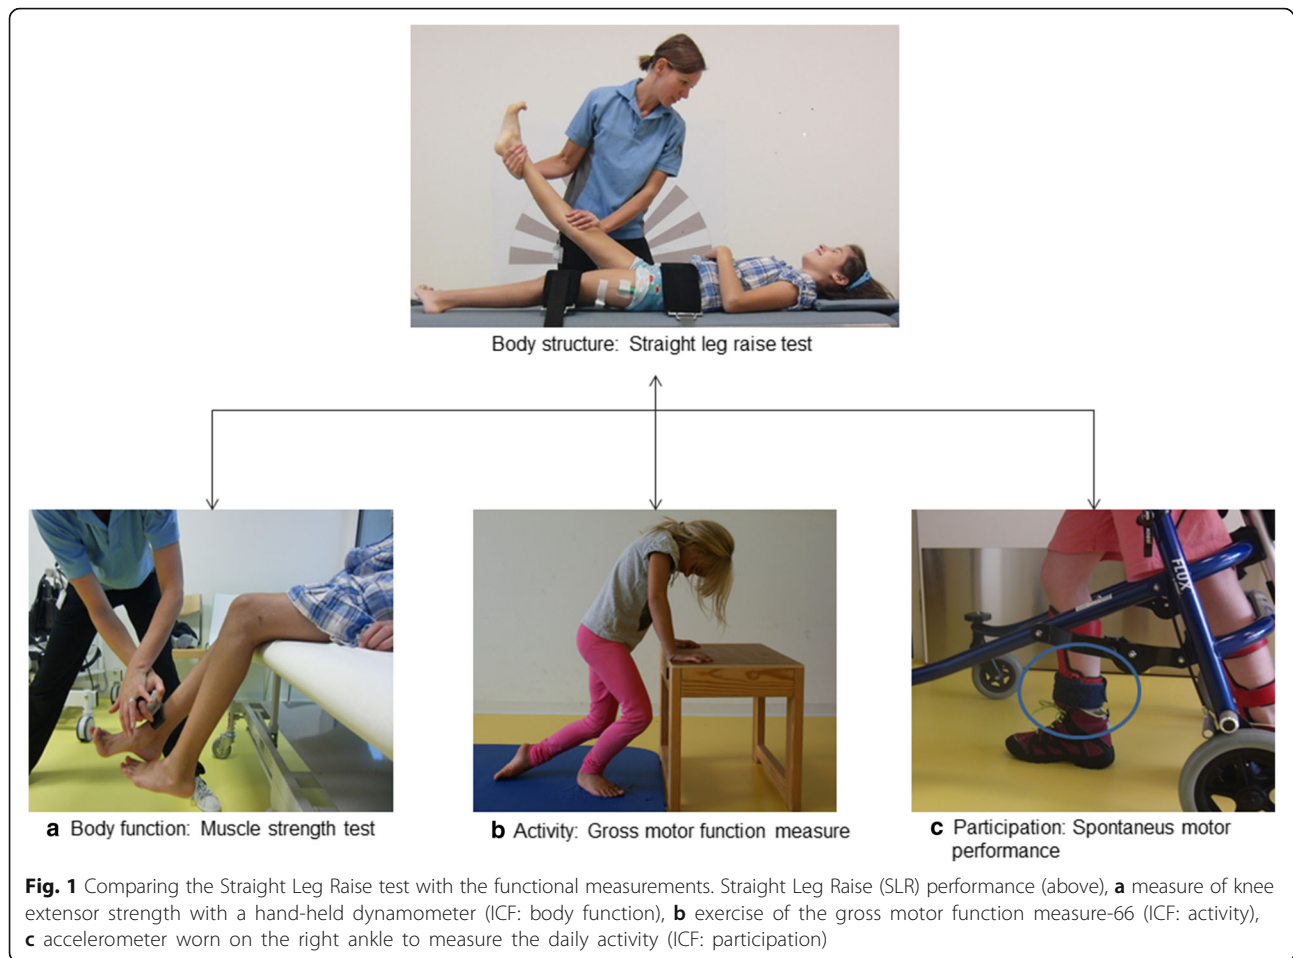 Body structure: Straight leg raise test
FLUX
a Body function: Muscle strength test
b Activity: Gross motor function measure
c Participation: Spontaneus motor
performance
Fig. 1 Comparing the Straight Leg Raise test with the functional measurements. Straight Leg Raise (SLR) performance (above), a measure of knee
extensor strength with a hand-held dynamometer (ICF: body function), b exercise of the gross motor function measure-66 (ICF: activity),
c accelerometer worn on the right ankle to measure the daily activity (ICF: participation)